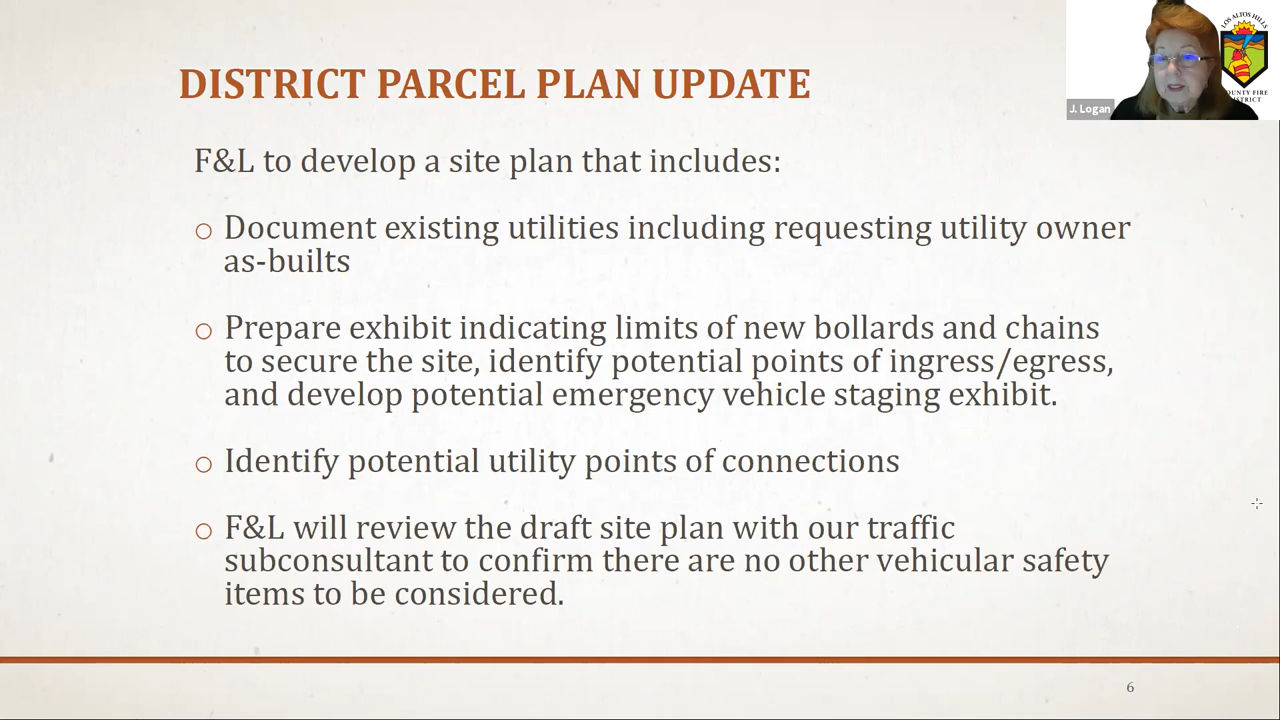 DISTRICT PARCEL PLAN UPDATE
F&L to develop a site plan that includes:
Document existing utilities including requesting utility owner
as-builts
Prepare exhibit indicating limits of new bollards and chains
to secure the site, identify potential points of ingress/egress,
and develop potential emergency vehicle staging exhibit.
Identify potential utility points of connections
F&L will review the draft site plan with our traffic
subconsultant to confirm there are no other vehicular safety
items to be considered.
6
J. Logan
LOS ALTOS HILLS